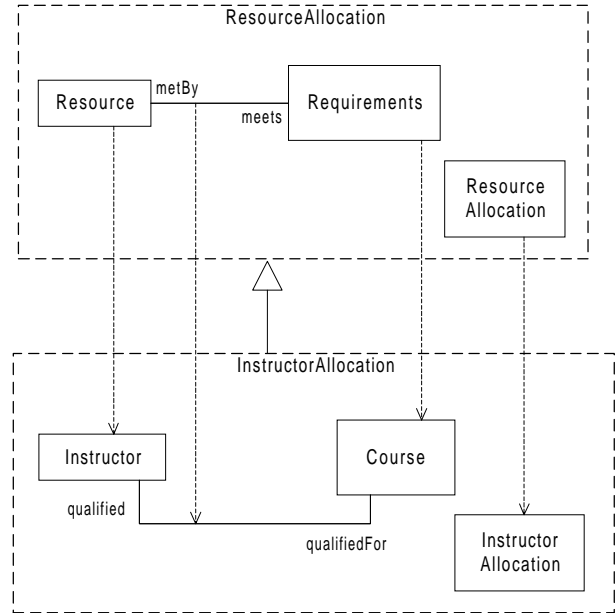 ResourceAllocation
metBy
Resource
Requirements
meets
Resource
Allocation
InstructorAllocation
Instructor
Course
qualified
qualifiedFor
Instructor
Allocation